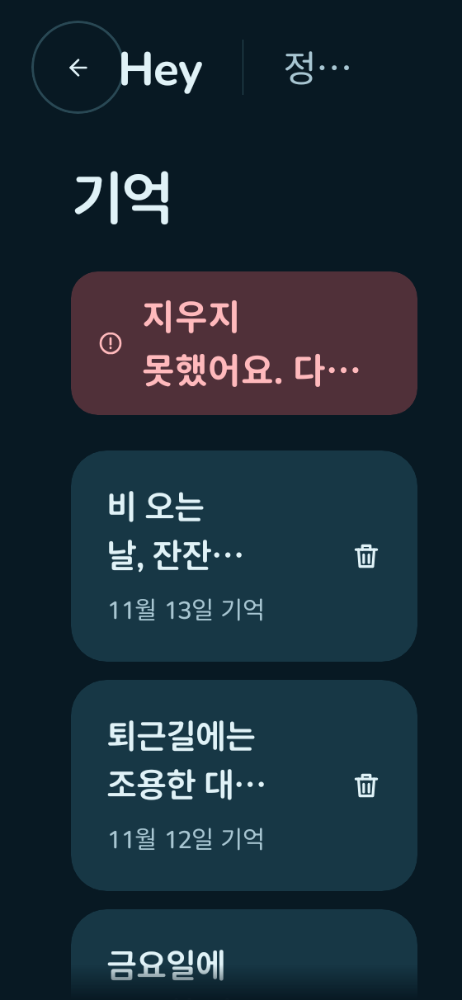 Hey
정…
기억
지우지
못했어요. 다…
비 오는
날, 잔잔…
11월 13일 기억
퇴근길에는
조용한 대…
11월 12일 기억
금요일에